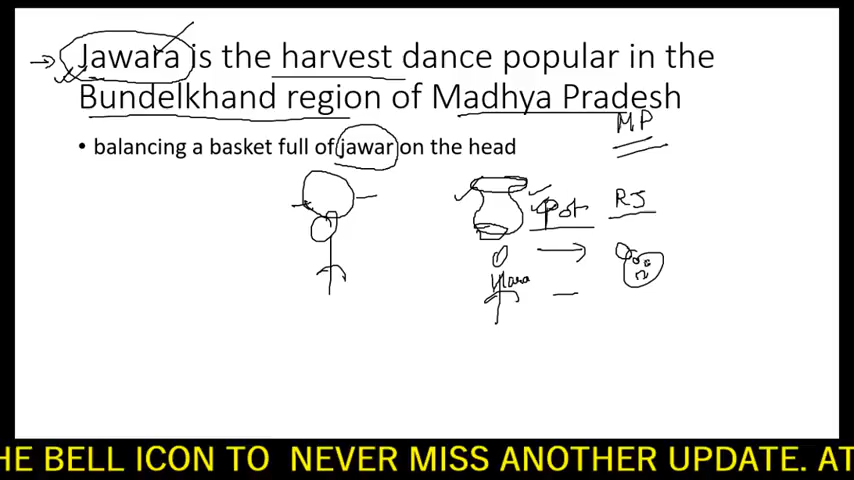 Jawara is the harvest dance popular in the
Bundelkhand region of Madhya Pradesh
MP
• balancing a basket full of jawar on the head
Pot
RJ
HE BELL ICON TO NEVER MISS ANOTHER UPDATE. AT